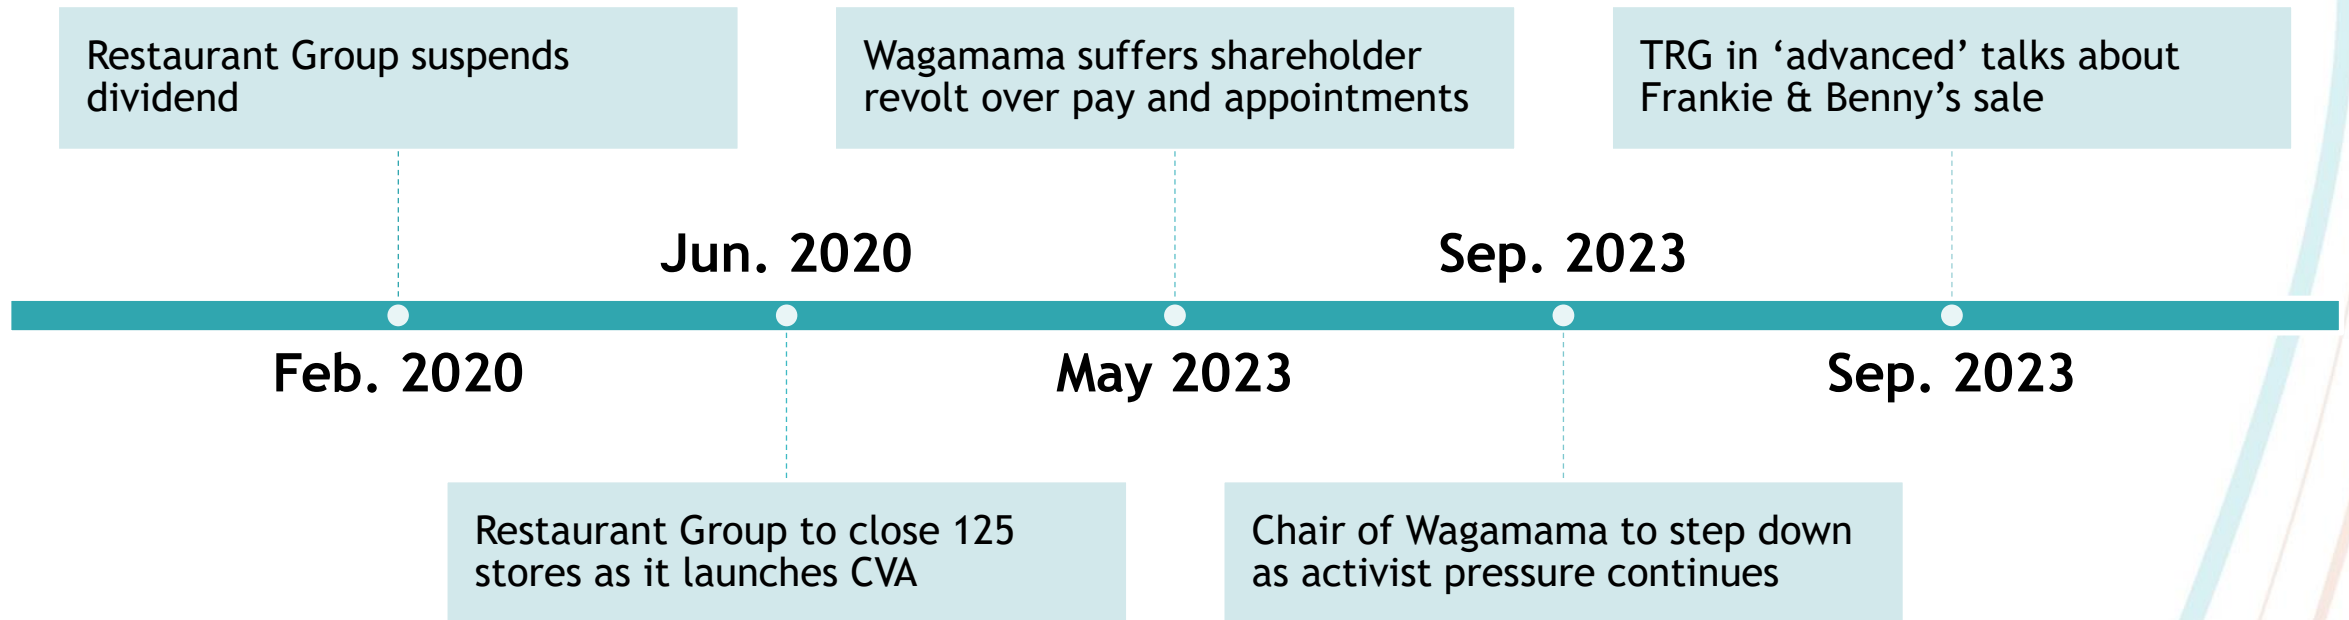 Restaurant Group suspends
dividend
Wagamama suffers shareholder
revolt over pay and appointments
TRG in ‘advanced’ talks about
Frankie & Benny’s sale
Jun. 2020
Sep. 2023
Feb. 2020
May 2023
Sep. 2023
Restaurant Group to close 125
stores as it launches CVA
Chair of Wagamama to step down
as activist pressure continues